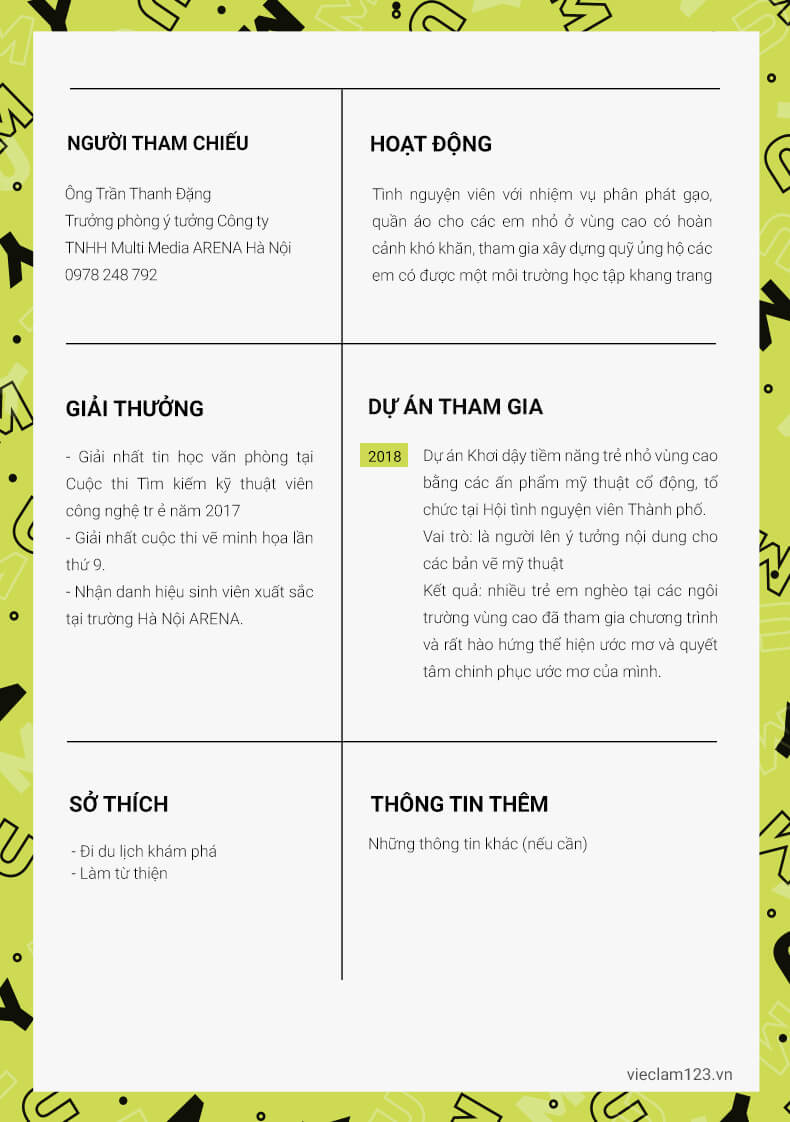 NGƯỜI THAM CHIẾU
Ông Trần Thanh Đặng
Trưởng phòng ý tưởng Công ty
TNHH Multi Media ARENA Hà Nội
0978 248 792
HOẠT ĐỘNG
Tình nguyện viên với nhiệm vụ phân phát gạo,
quần áo cho các em nhỏ ở vùng cao có hoàn
cảnh khó khăn, tham gia xây dựng quỹ ủng hộ các
em có được một môi trường học tập khang trang
GIẢI THƯỞNG
- Giải nhất tin học văn phòng tại
Cuộc thi Tìm kiếm kỹ thuật viên
công nghệ tr ẻ năm 2017
- Giải nhất cuộc thi vẽ minh họa lần
thứ 9.
- Nhận danh hiệu sinh viên xuất sắc
tại trường Hà Nội ARENA.
DỰ ÁN THAM GIA
2018
Dự án Khơi dậy tiềm năng trẻ nhỏ vùng cao
bằng các ấn phẩm mỹ thuật cổ động, tổ
chức tại Hội tình nguyện viên Thành phố.
Vai trò: là người lên ý tưởng nội dung cho
các bản vẽ mỹ thuật
Kết quả: nhiều trẻ em nghèo tại các ngôi
trường vùng cao đã tham gia chương trình
và rất hào hứng thể hiện ước mơ và quyết
tâm chinh phục ước mơ của mình.
SỞ THÍCH
- Đi du lịch khám phá
- Làm từ thiện
THÔNG TIN THÊM
Những thông tin khác (nếu cần)
vieclam123.vn